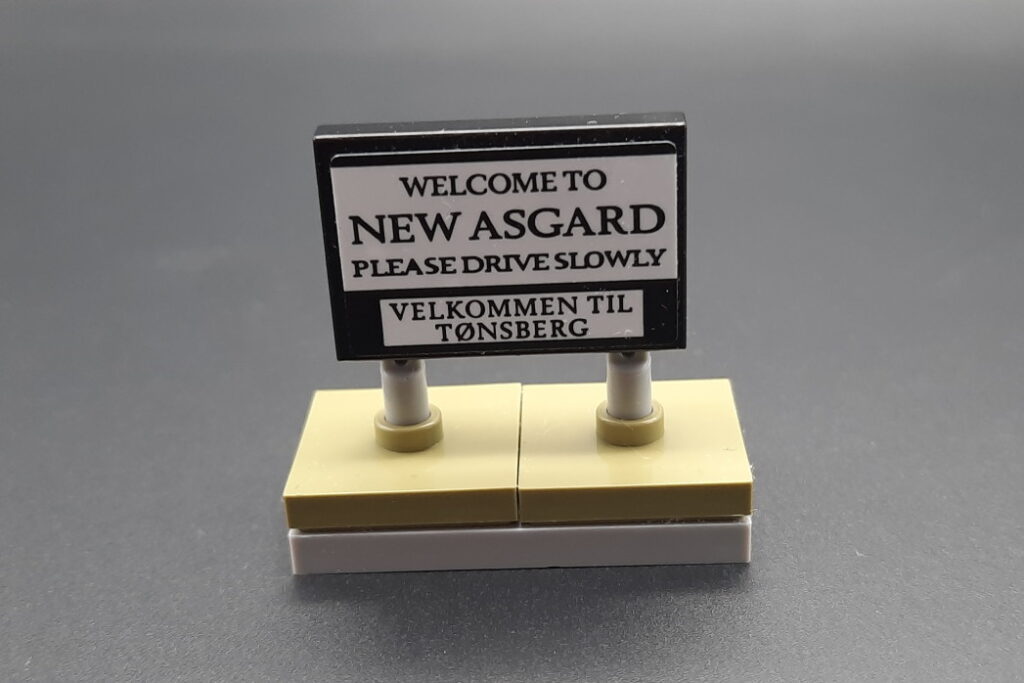 WELCOME TO
NEW ASGARD
PLEASE DRIVE SLOWLY
VELKOMMEN TIL
TØNSBERG